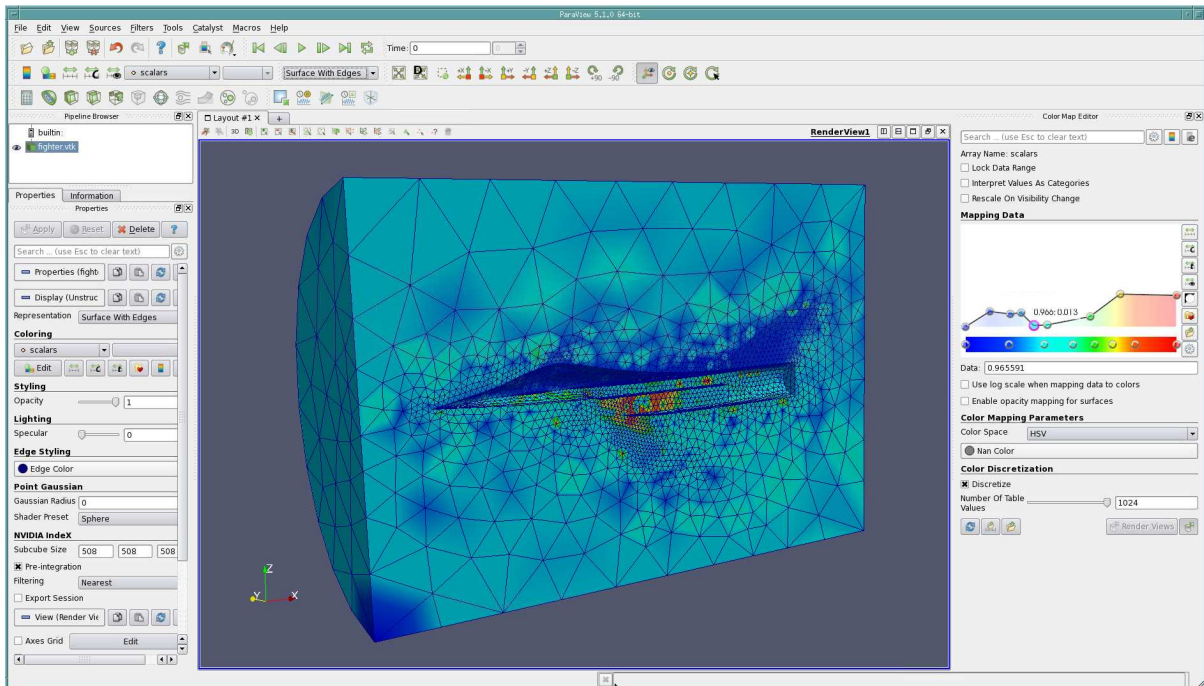 ParaView 5.1.0 64-bit
File Edit View Sources Filters Tools Catalyst Macros Help
Time: 0 0
scalars Surface With Edges +90 -90
Pipeline Browser
builtin:
fighter.vtk
Properties Information
Properties
Apply Reset Delete ?
Search ... (use Esc to clear text)
Properties (fight
Display (Unstruc
Representation Surface With Edges
Coloring
scalars
Edit
Styling
Opacity 1
Lighting
Specular 0
Edge Styling
Edge Color
Point Gaussian
Gaussian Radius 0
Shader Preset Sphere
NVIDIA IndeX
Subcube Size 508 508 508
Pre-integration
Filtering Nearest
Export Session
View (Render Vie
Axes Grid Edit
Layout #1
3D RenderView1
Z
Y X
Color Map Editor
Search ... (use Esc to clear text)
Array Name: scalars
Lock Data Range
Interpret Values As Categories
Rescale On Visibility Change
Mapping Data
0.966: 0.013
Data: 0.965591
Use log scale when mapping data to colors
Enable opacity mapping for surfaces
Color Mapping Parameters
Color Space HSV
Nan Color
Color Discretization
Discretize
Number Of Table
Values 1024
Render Views